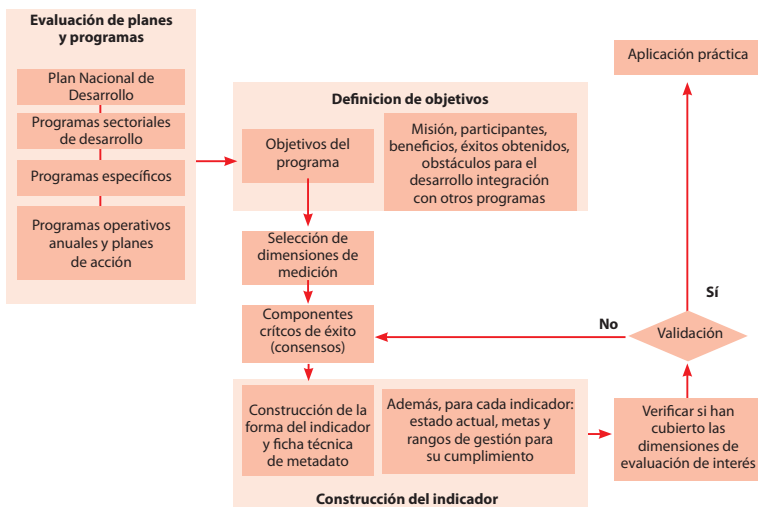 Evaluación de planes
y programas
Plan Nacional de
Desarrollo
Programas sectoriales
de desarrollo
Programas específicos
Programas operativos
anuales y planes
de acción
Definicion de objetivos
Objetivos del
programa
Misión, participantes,
beneficios, éxitos obtenidos,
obstáculos para el
desarrollo integración
con otros programas
Selección de
dimensiones de
medición
Componentes
crítcos de éxito
(consensos)
Construcción de la
forma del indicador
y ficha técnica
de metadato
Además, para cada indicador:
estado actual, metas y
rangos de gestión para
su cumplimiento
Construcción del indicador
Verificar si han
cubierto las
dimensiones de
evaluación de interés
Validación
No
Sí
Aplicación práctica